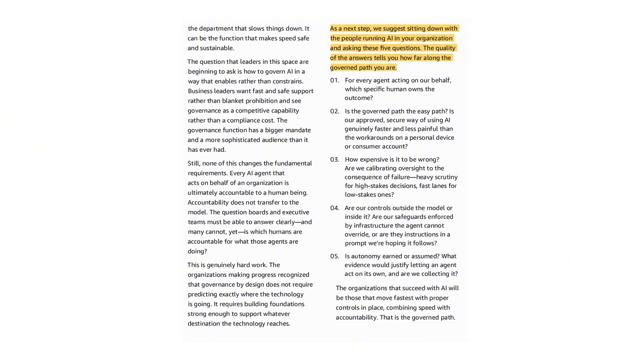 the department that slows things down. It
can be the function that makes speed safe
and sustainable.
The question that leaders in this space are
beginning to ask is how to govern AI in a
way that enables rather than constrains.
Business leaders want fast and safe support
rather than blanket prohibition and see
governance as a competitive capability
rather than a compliance cost. The
governance function has a bigger mandate
and a more sophisticated audience than it
has ever had.
Still, none of this changes the fundamental
requirements. Every AI agent that
acts on behalf of an organization is
ultimately accountable to a human being.
Accountability does not transfer to the
model. The question boards and executive
teams must be able to answer clearly—and
many cannot, yet—is which humans are
accountable for what those agents are
doing?
This is genuinely hard work. The
organizations making progress recognized
that governance by design does not require
predicting exactly where the technology
is going. It requires building foundations
strong enough to support whatever
destination the technology reaches.
As a next step, we suggest sitting down with
the people running AI in your organization
and asking these five questions. The quality
of the answers tells you how far along the
governed path you are.
01. For every agent acting on our behalf,
which specific human owns the
outcome?
02. Is the governed path the easy path? Is
our approved, secure way of using AI
genuinely faster and less painful than
the workarounds on a personal device
or consumer account?
03. How expensive is it to be wrong?
Are we calibrating oversight to the
consequence of failure—heavy scrutiny
for high-stakes decisions, fast lanes for
low-stakes ones?
04. Are our controls outside the model or
inside it? Are our safeguards enforced
by infrastructure the agent cannot
override, or are they instructions in a
prompt we're hoping it follows?
05. Is autonomy earned or assumed? What
evidence would justify letting an agent
act on its own, and are we collecting it?
The organizations that succeed with AI will
be those that move fastest with proper
controls in place, combining speed with
accountability. That is the governed path.